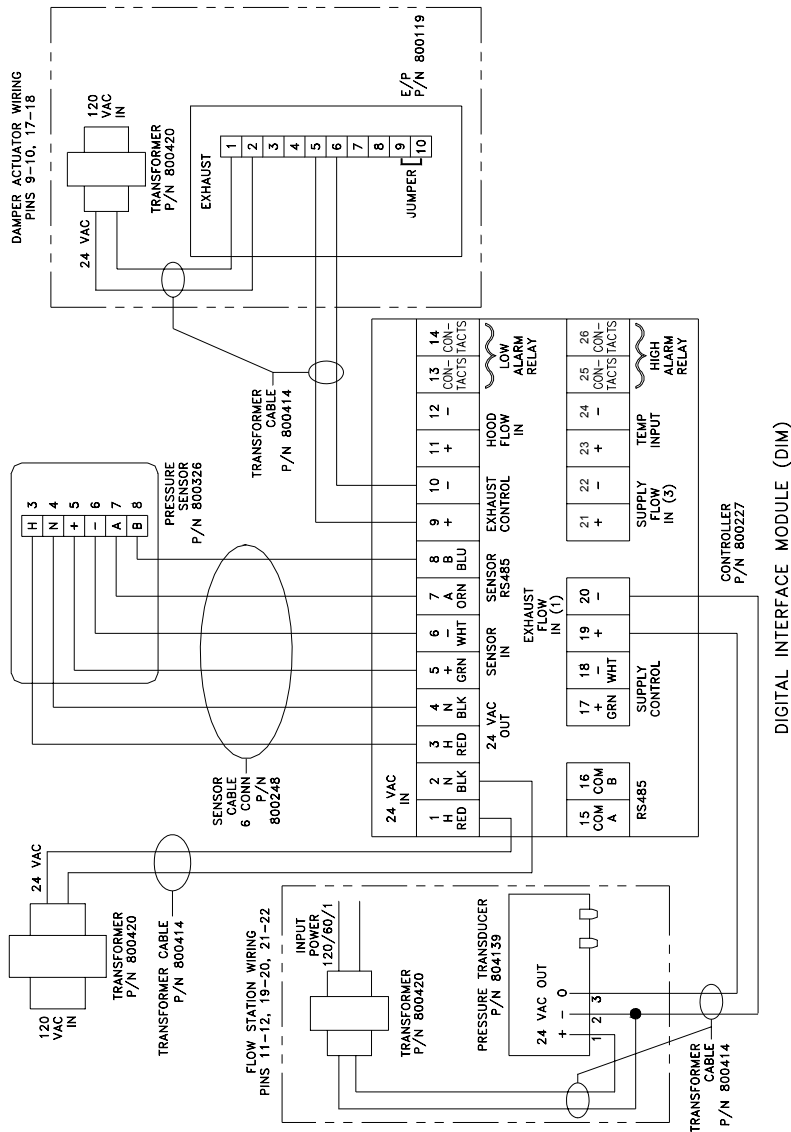 DAMPER ACTUATOR WIRING
PINS 9-10, 17-18
120
VAC
IN
TRANSFORMER
P/N 800420
24 VAC
EXHAUST
1
2
3
4
5
6
7
8
9
10
JUMPER
E/P
P/N 800119
TRANSFORMER
CABLE
P/N 800414
H 3
N 4
+ 5
- 6
A 7
B 8
PRESSURE
SENSOR
P/N 800326
SENSOR
CABLE
6 CONN
P/N
800248
120
VAC
IN
24 VAC
TRANSFORMER
P/N 800420
TRANSFORMER CABLE
P/N 800414
24 VAC
IN
1
H
RED
2
N
BLK
3
H
RED
4
N
BLK
24 VAC
OUT
5
+
GRN
6
-
WHT
SENSOR
IN
7
A
ORN
8
B
BLU
SENSOR
RS485
9
+
10
-
EXHAUST
CONTROL
11
+
12
-
HOOD
FLOW
IN
13
CON-
TACTS
14
CON-
TACTS
LOW
ALARM
RELAY
15
COM
A
16
COM
B
RS485
17
+
GRN
18
-
WHT
SUPPLY
CONTROL
EXHAUST
FLOW
IN (1)
19
+
20
-
21
+
22
-
SUPPLY
FLOW
IN (3)
23
+
24
-
TEMP
INPUT
25
CON-
TACTS
26
CON-
TACTS
HIGH
ALARM
RELAY
CONTROLLER
P/N 800227
FLOW STATION WIRING
PINS 11-12, 19-20, 21-22
INPUT
POWER
120/60/1
TRANSFORMER
P/N 800420
PRESSURE TRANSDUCER
P/N 804139
24 VAC OUT
+ - O
1 2 3
TRANSFORMER
CABLE
P/N 800414
DIGITAL INTERFACE MODULE (DIM)